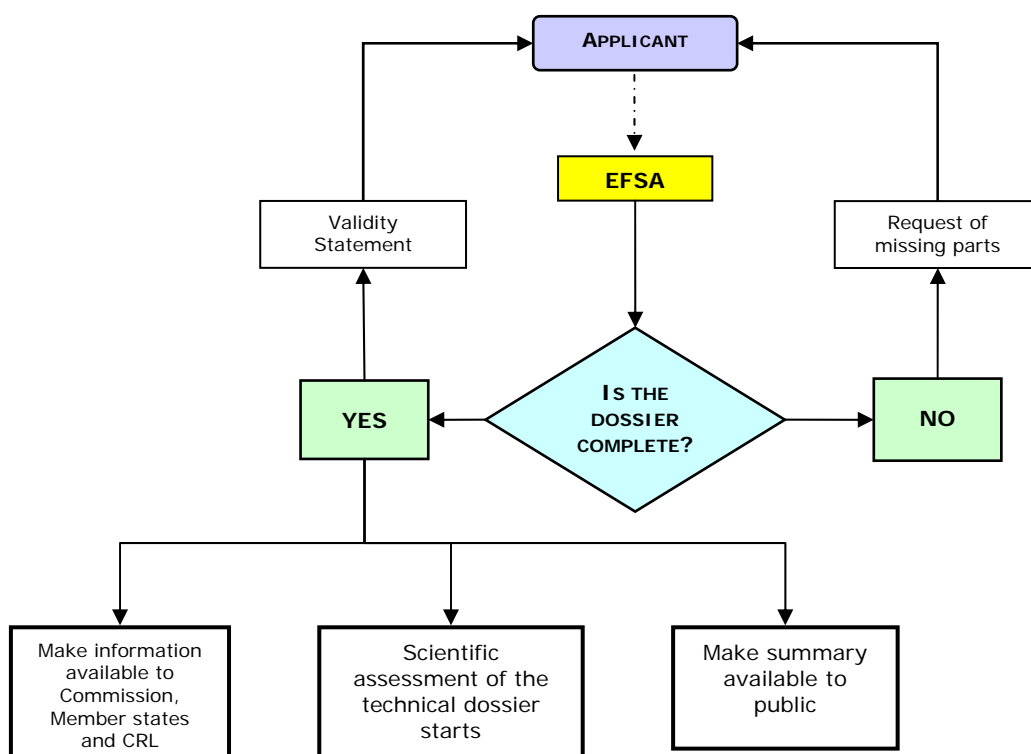 APPLICANT
EFSA
Validity
Statement
Request of
missing parts
IS THE
DOSSIER
COMPLETE?
YES
NO
Make information
available to
Commission,
Member states
and CRL
Scientific
assessment of the
technical dossier
starts
Make summary
available to
public